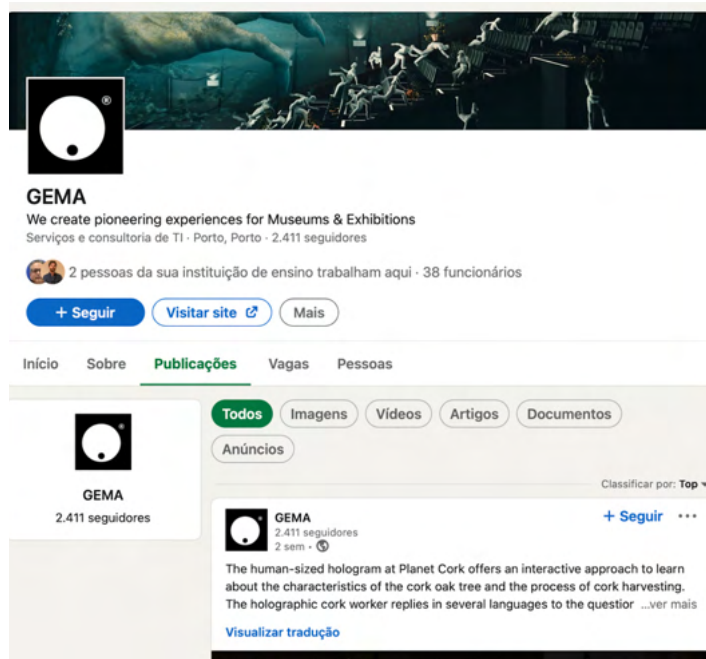 ®
GEMA
We create pioneering experiences for Museums & Exhibitions
Serviços e consultoria de TI · Porto, Porto · 2.411 seguidores
2 pessoas da sua instituição de ensino trabalham aqui · 38 funcionários
+ Seguir
Visitar site
Mais
Início Sobre Publicações Vagas Pessoas
®
GEMA
2.411 seguidores
Todos Imagens Vídeos Artigos Documentos
Anúncios
Classificar por: Top
®
GEMA
2.411 seguidores
2 sem ·
+ Seguir ···
The human-sized hologram at Planet Cork offers an interactive approach to learn
about the characteristics of the cork oak tree and the process of cork harvesting.
The holographic cork worker replies in several languages to the questior ...ver mais
Visualizar tradução